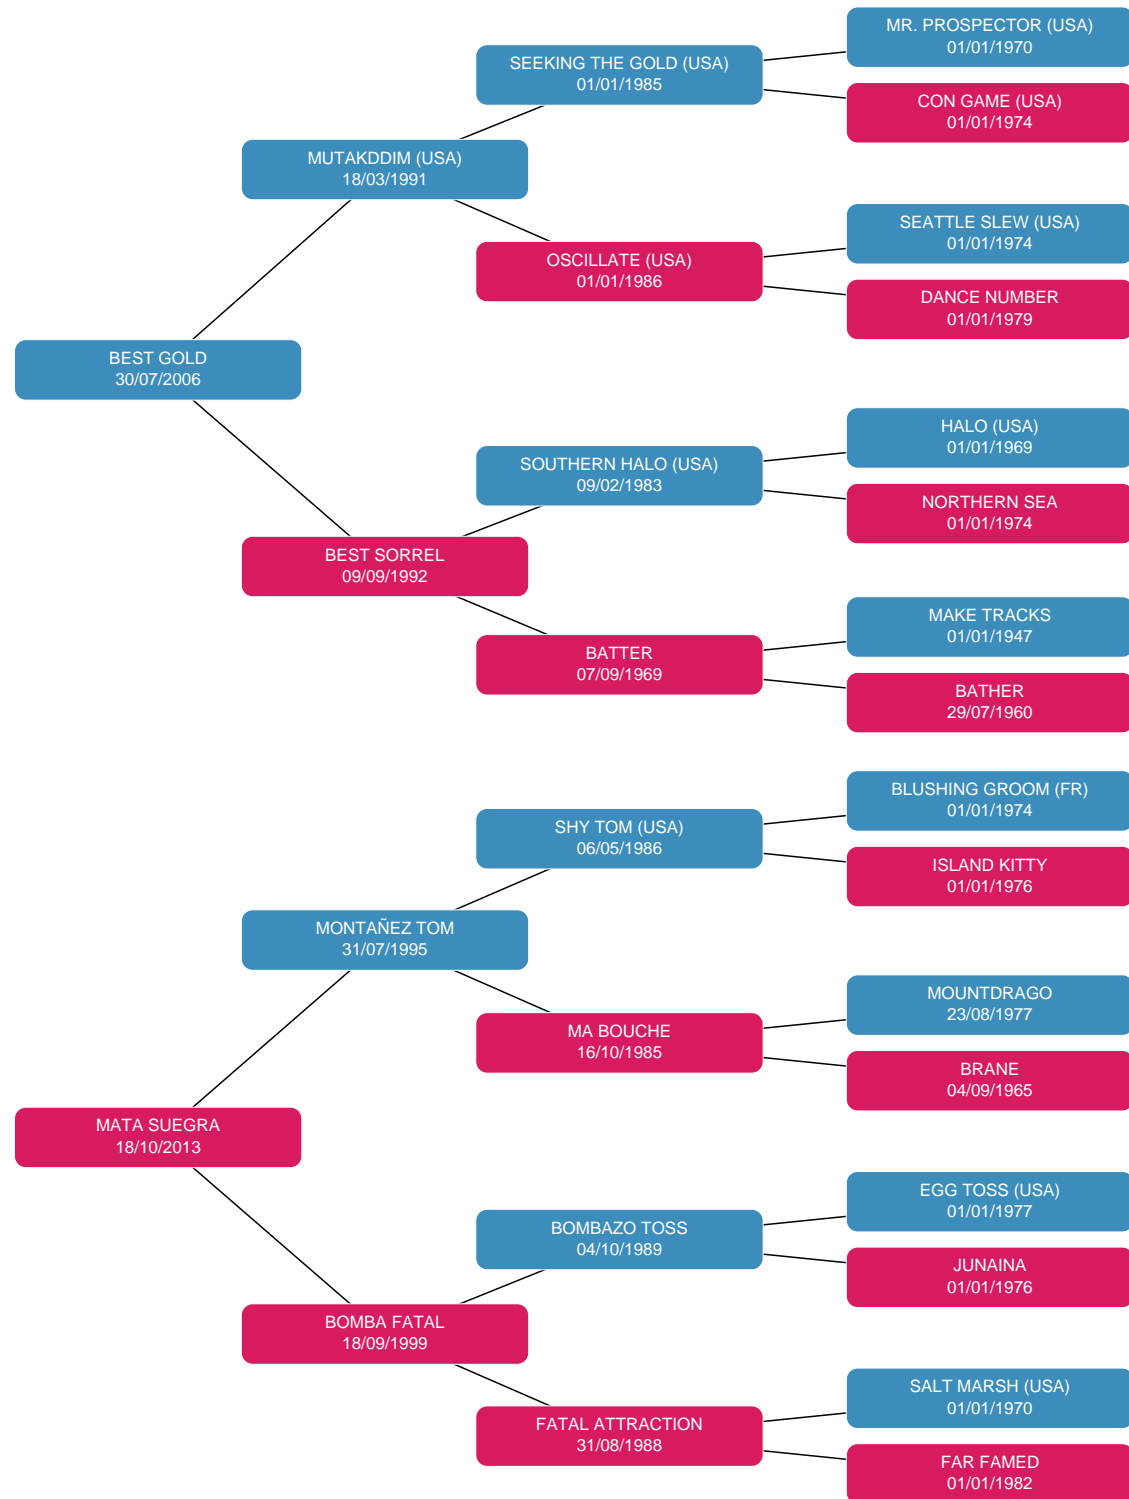 MR. PROSPECTOR (USA)
01/01/1970
SEEKING THE GOLD (USA)
01/01/1985
CON GAME (USA)
01/01/1974
MUTAKDDIM (USA)
18/03/1991
SEATTLE SLEW (USA)
01/01/1974
OSCILLATE (USA)
01/01/1986
DANCE NUMBER
01/01/1979
BEST GOLD
30/07/2006
HALO (USA)
01/01/1969
SOUTHERN HALO (USA)
09/02/1983
NORTHERN SEA
01/01/1974
BEST SORREL
09/09/1992
MAKE TRACKS
01/01/1947
BATTER
07/09/1969
BATHER
29/07/1960
BLUSHING GROOM (FR)
01/01/1974
SHY TOM (USA)
06/05/1986
ISLAND KITTY
01/01/1976
MONTAÑEZ TOM
31/07/1995
MOUNTDRAGO
23/08/1977
MA BOUCHE
16/10/1985
BRANE
04/09/1965
MATA SUEGRA
18/10/2013
EGG TOSS (USA)
01/01/1977
BOMBAZO TOSS
04/10/1989
JUNAINA
01/01/1976
BOMBA FATAL
18/09/1999
SALT MARSH (USA)
01/01/1970
FATAL ATTRACTION
31/08/1988
FAR FAMED
01/01/1982